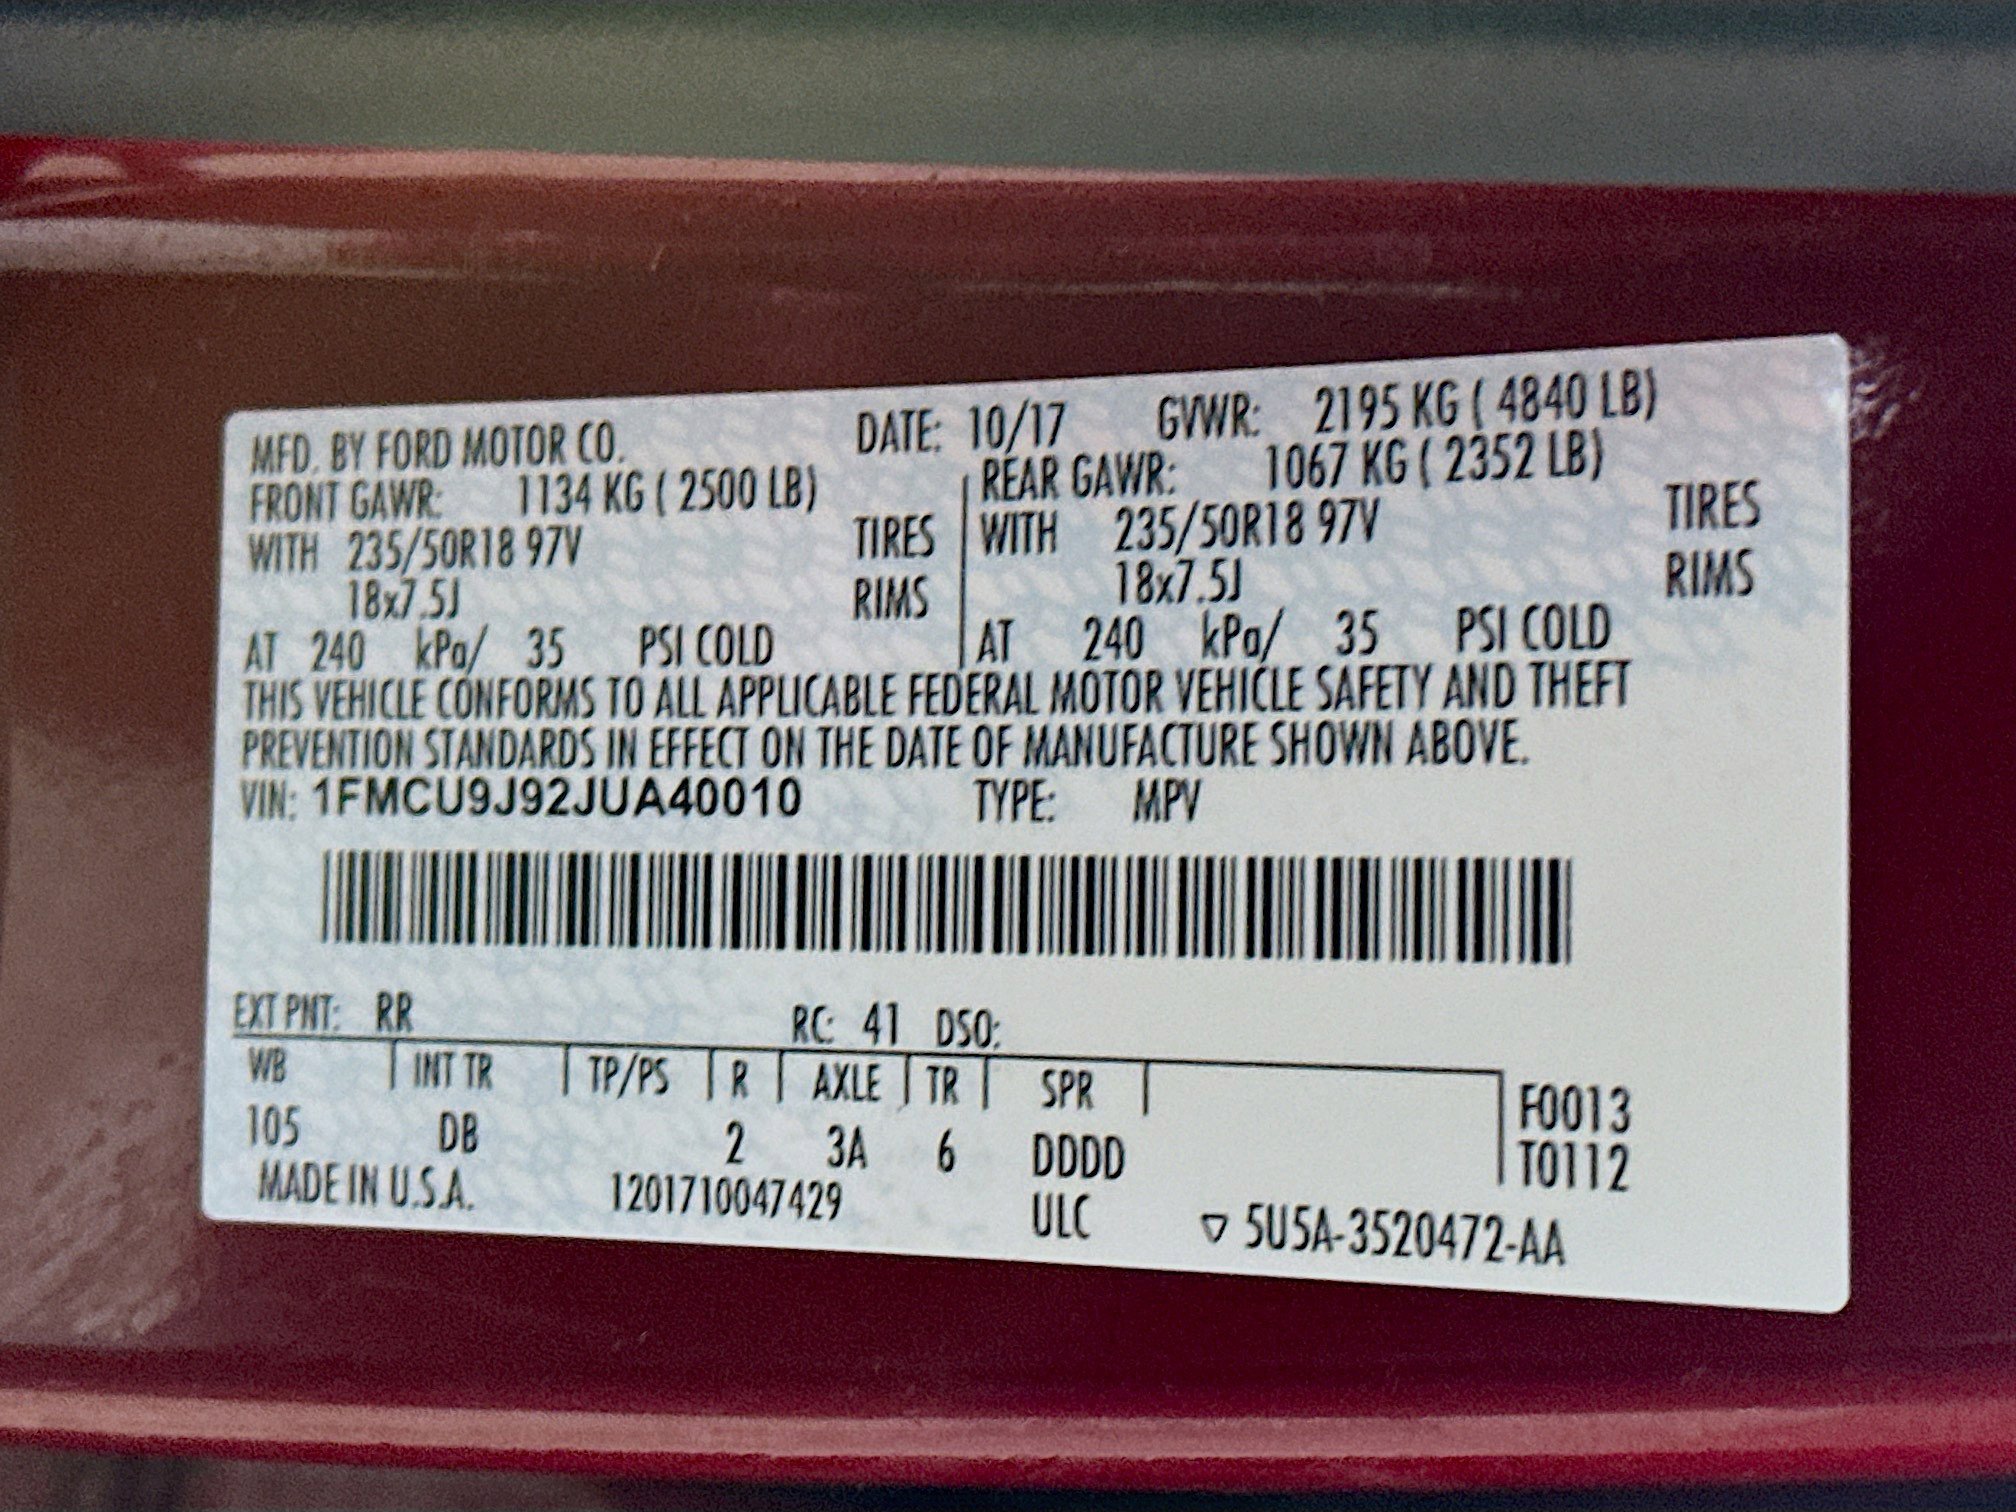 MFD. BY FORD MOTOR CO. DATE: 10/17 GVWR: 2195 KG ( 4840 LB)
FRONT GAWR: 1134 KG ( 2500 LB) REAR GAWR: 1067 KG ( 2352 LB)
WITH 235/50R18 97V TIRES WITH 235/50R18 97V TIRES
18x7.5J RIMS 18x7.5J RIMS
AT 240 kPa/ 35 PSI COLD AT 240 kPa/ 35 PSI COLD
THIS VEHICLE CONFORMS TO ALL APPLICABLE FEDERAL MOTOR VEHICLE SAFETY AND THEFT
PREVENTION STANDARDS IN EFFECT ON THE DATE OF MANUFACTURE SHOWN ABOVE.
VIN: 1FMCU9J92JUA40010 TYPE: MPV
EXT PNT: RR RC: 41 DSO:
WB INT TR TP/PS R AXLE TR SPR F0013
105 DB 2 3A 6 DDDD T0112
MADE IN U.S.A. 1201710047429 ULC ▽ 5U5A-3520472-AA